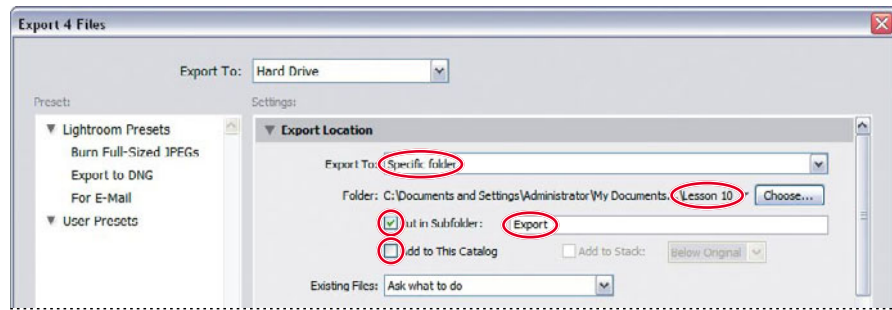 Export 4 Files
Export To: Hard Drive
Preset: Settings:
Lightroom Presets
Burn Full-Sized JPEGs
Export to DNG
For E-Mail
User Presets
Export Location
Export To: Specific folder
Folder: C:\Documents and Settings\Administrator\My Documents...\Lesson 10 Choose...
Put in Subfolder: Export
Add to This Catalog Add to Stack: Below Original
Existing Files: Ask what to do